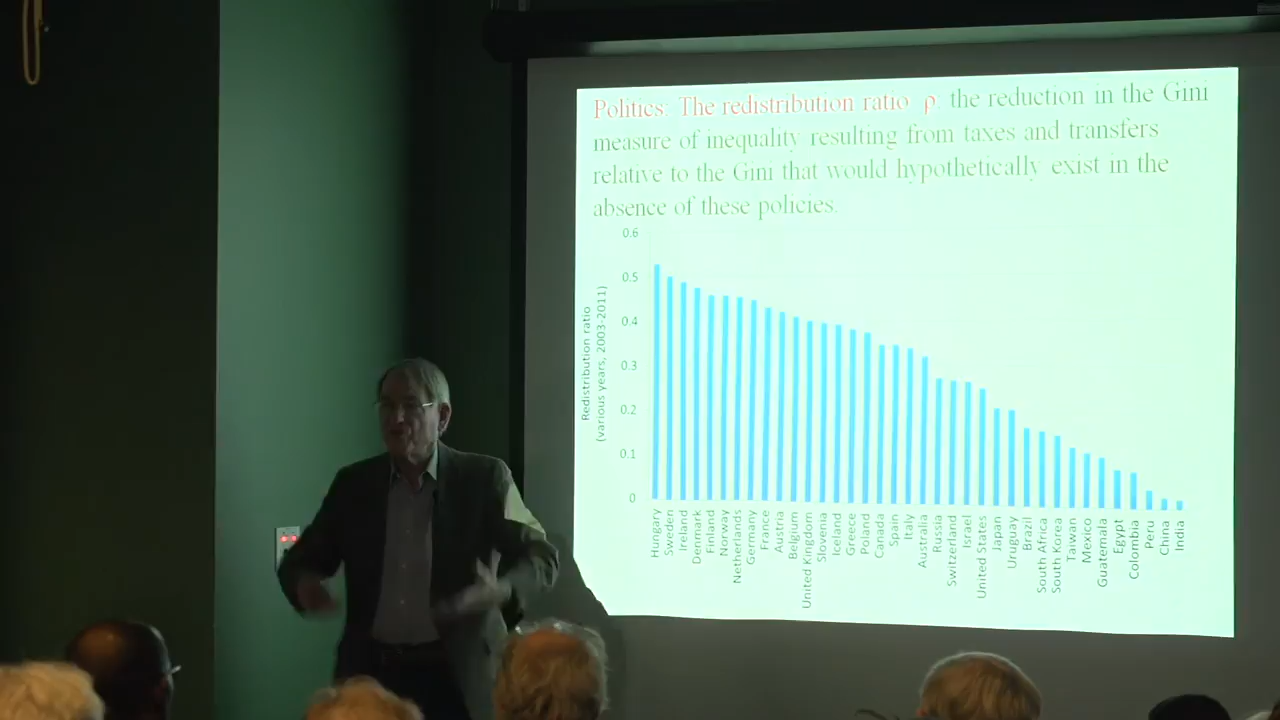 Politics: The redistribution ratio ρ: the reduction in the Gini
measure of inequality resulting from taxes and transfers
relative to the Gini that would hypothetically exist in the
absence of these policies.
0.6
0.5
0.4
0.3
0.2
0.1
0
Redistribution ratio
(various years, 2003-2011)
Hungary
Sweden
Ireland
Denmark
Finland
Norway
Netherlands
Germany
France
Austria
Belgium
United Kingdom
Slovenia
Iceland
Greece
Poland
Canada
Spain
Italy
Australia
Russia
Switzerland
Israel
United States
Japan
Uruguay
Brazil
South Africa
South Korea
Taiwan
Mexico
Guatemala
Egypt
Colombia
Peru
China
India